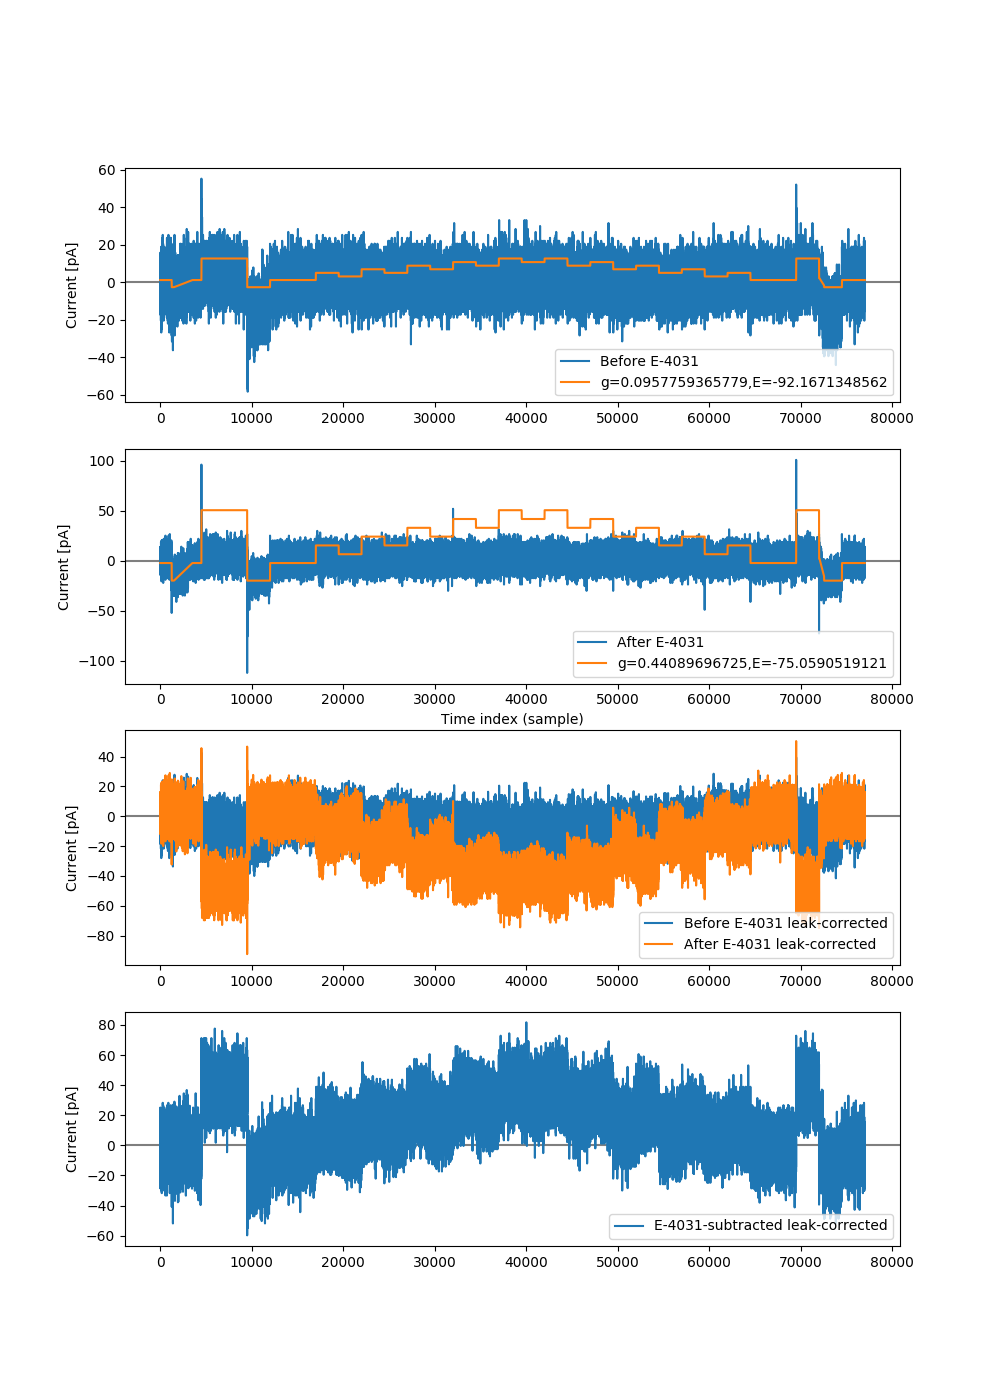 60
40
20
0
−20
−40
−60
Current [pA]
Before E-4031
g=0.0957759365779,E=-92.1671348562
0 10000 20000 30000 40000 50000 60000 70000 80000
100
50
0
−50
−100
Current [pA]
After E-4031
g=0.44089696725,E=-75.0590519121
0 10000 20000 30000 40000 50000 60000 70000 80000
Time index (sample)
40
20
0
−20
−40
−60
−80
Current [pA]
Before E-4031 leak-corrected
After E-4031 leak-corrected
0 10000 20000 30000 40000 50000 60000 70000 80000
80
60
40
20
0
−20
−40
−60
Current [pA]
E-4031-subtracted leak-corrected
0 10000 20000 30000 40000 50000 60000 70000 80000